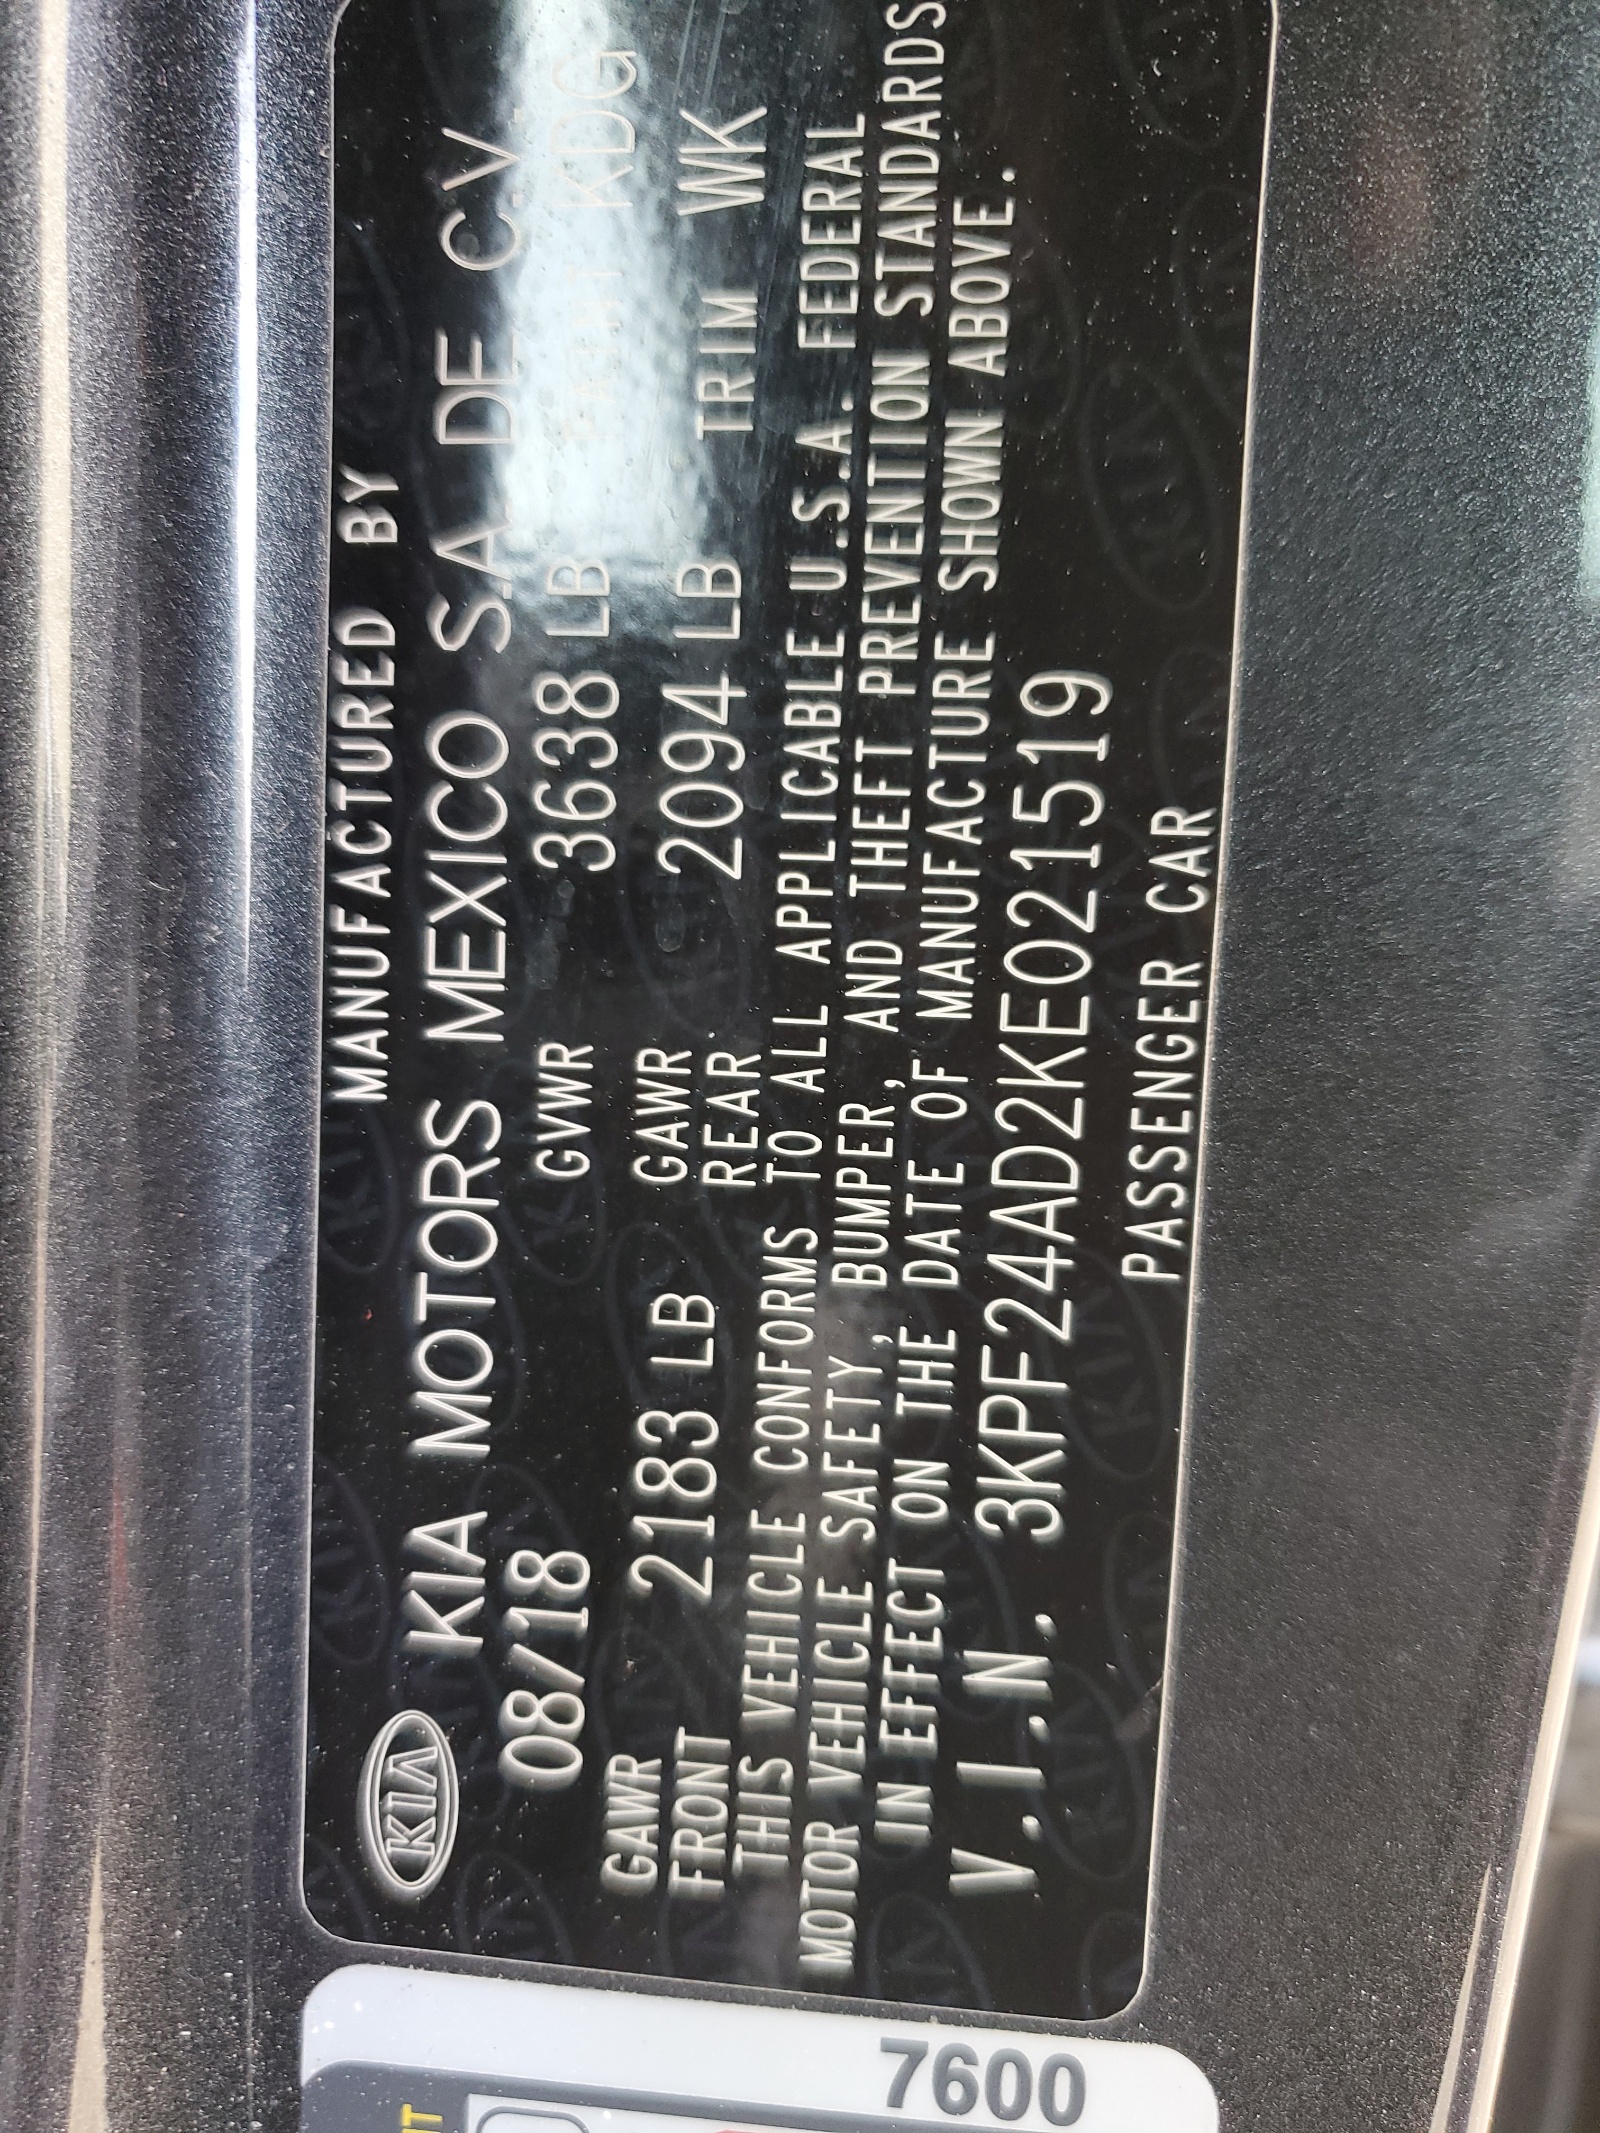 MANUFACTURED BY
KIA KIA MOTORS MEXICO S.A. DE C.V.
08/18 GVWR 3638 LB PAINT KDG
GAWR FRONT 2183 LB GAWR REAR 2094 LB TRIM WK
THIS VEHICLE CONFORMS TO ALL APPLICABLE U.S.A. FEDERAL
MOTOR VEHICLE SAFETY, BUMPER, AND THEFT PREVENTION STANDARDS
IN EFFECT ON THE DATE OF MANUFACTURE SHOWN ABOVE.
V.I.N. 3KPF24AD2KE021519
PASSENGER CAR
7600